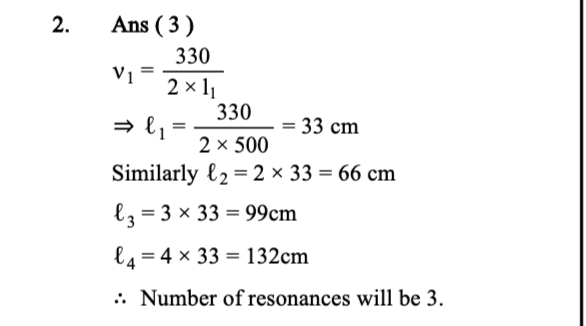 2. Ans ( 3 )
ν₁ = 330 / (2 × l₁)
⇒ ℓ₁ = 330 / (2 × 500) = 33 cm
Similarly ℓ₂ = 2 × 33 = 66 cm
ℓ₃ = 3 × 33 = 99cm
ℓ₄ = 4 × 33 = 132cm
∴ Number of resonances will be 3.